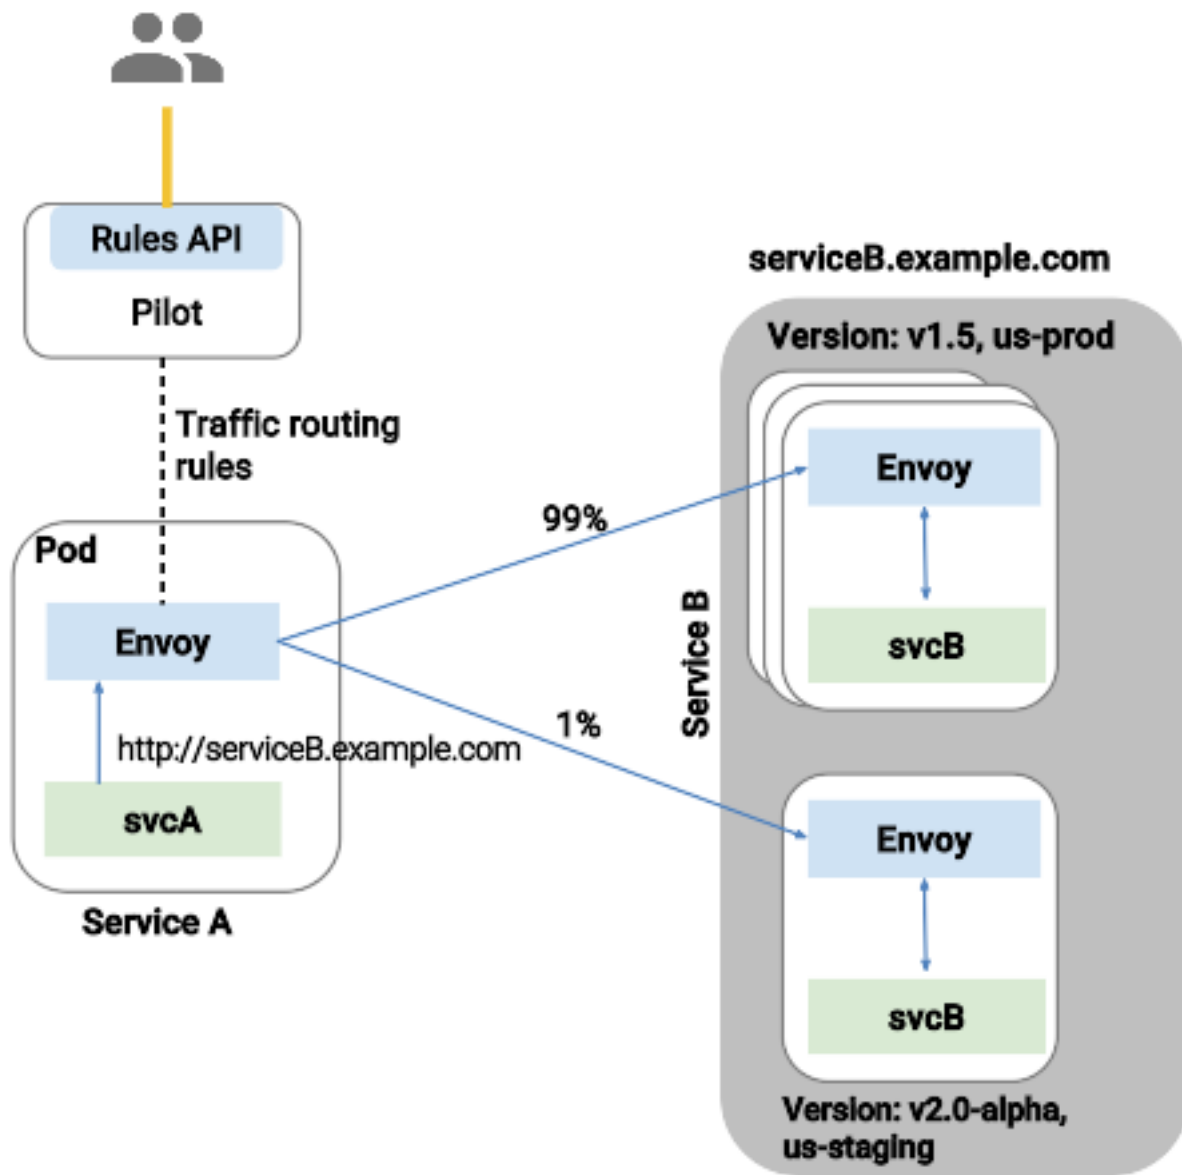 Rules API
Pilot
Traffic routing
rules
Pod
Envoy
http://serviceB.example.com
svcA
Service A
99%
1%
serviceB.example.com
Version: v1.5, us-prod
Service B
Envoy
svcB
Envoy
svcB
Version: v2.0-alpha,
us-staging